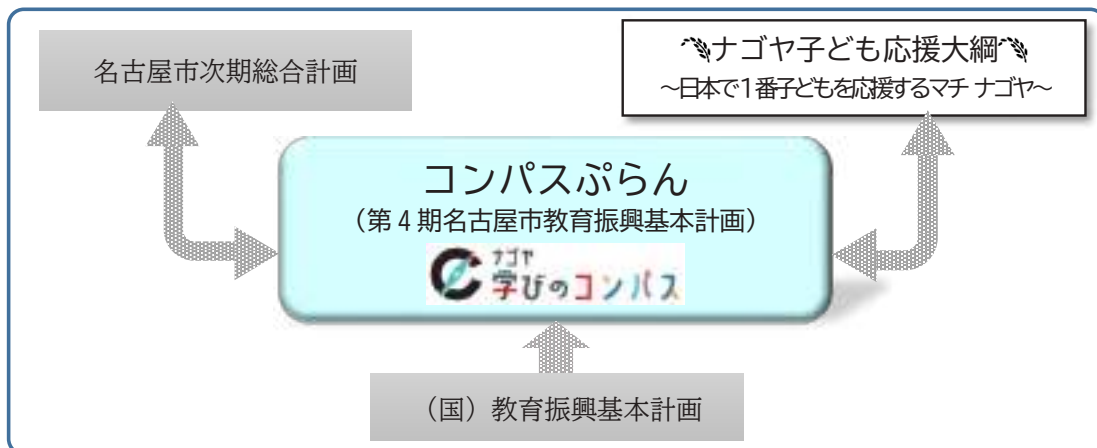 名古屋市次期総合計画
ナゴヤ子ども応援大綱
～日本で1番子どもを応援するマチ ナゴヤ～
コンパスぷらん
（第4期名古屋市教育振興基本計画）
ナゴヤ
学びのコンパス
（国）教育振興基本計画